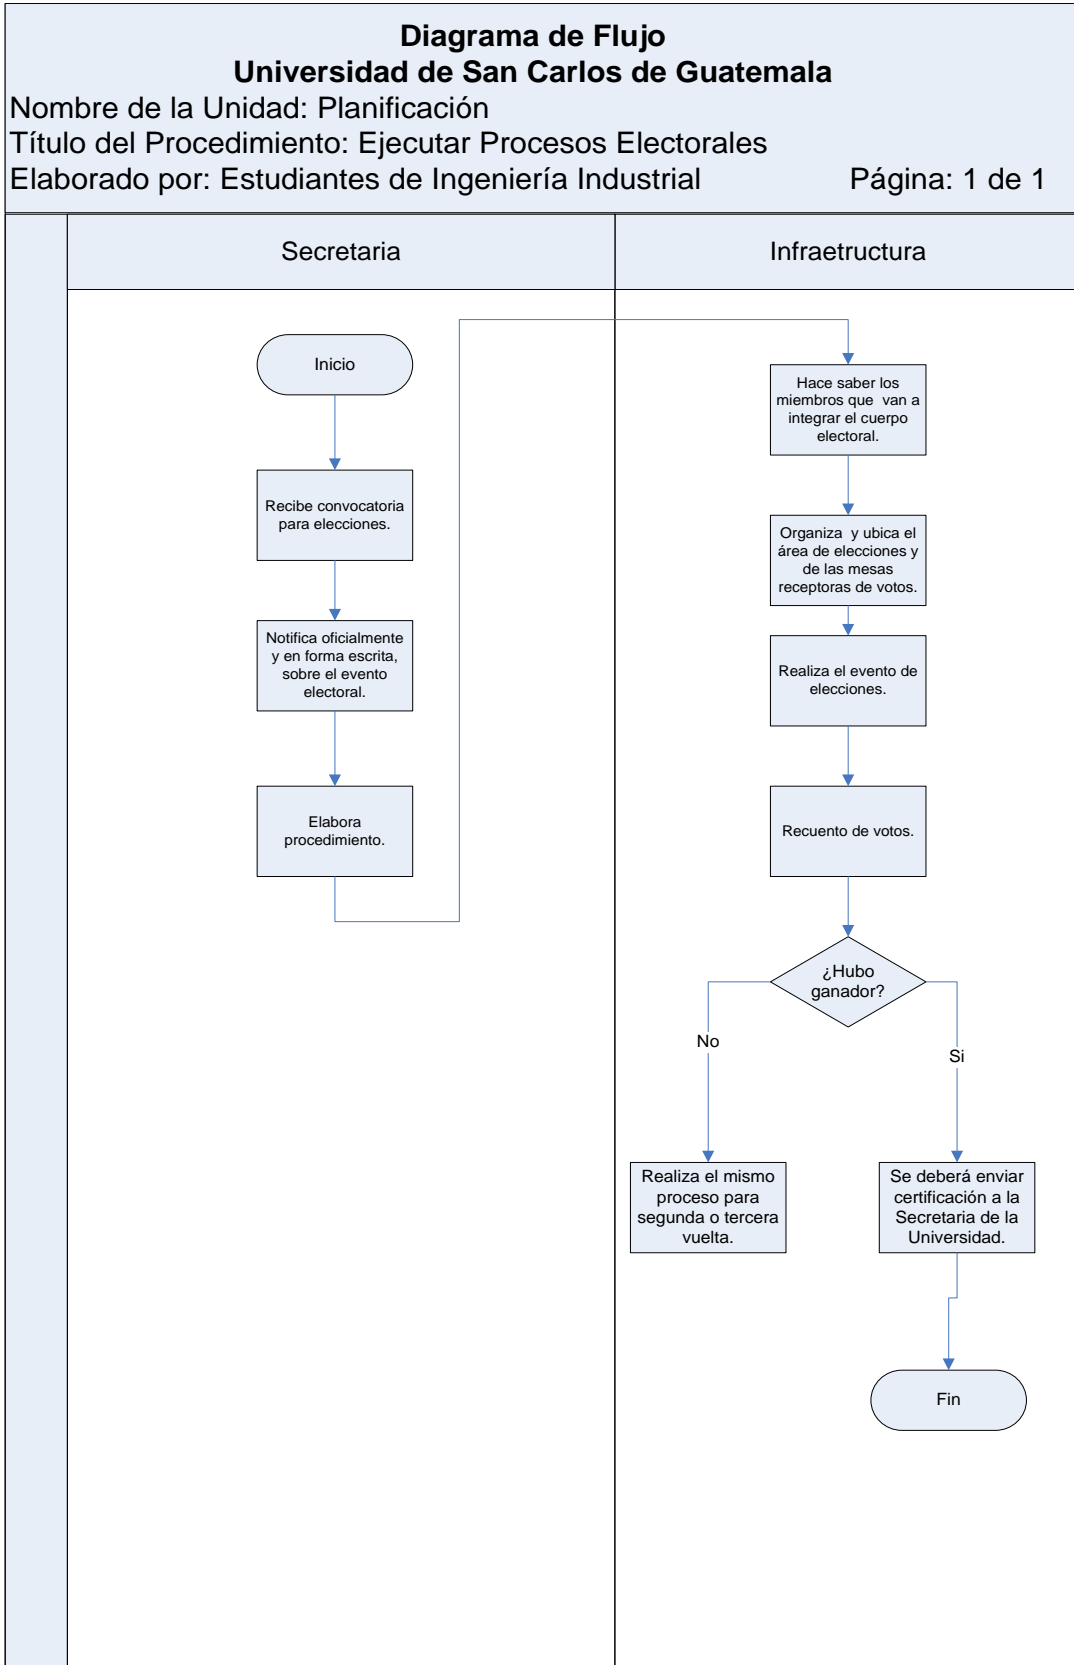 Diagrama de Flujo
Universidad de San Carlos de Guatemala
Nombre de la Unidad: Planificación
Título del Procedimiento: Ejecutar Procesos Electorales
Elaborado por: Estudiantes de Ingeniería Industrial Página: 1 de 1
Secretaria
Infraetructura
Inicio
Recibe convocatoria
para elecciones.
Notifica oficialmente
y en forma escrita,
sobre el evento
electoral.
Elabora
procedimiento.
Hace saber los
miembros que van a
integrar el cuerpo
electoral.
Organiza y ubica el
área de elecciones y
de las mesas
receptoras de votos.
Realiza el evento de
elecciones.
Recuento de votos.
¿Hubo
ganador?
No
Si
Realiza el mismo
proceso para
segunda o tercera
vuelta.
Se deberá enviar
certificación a la
Secretaria de la
Universidad.
Fin